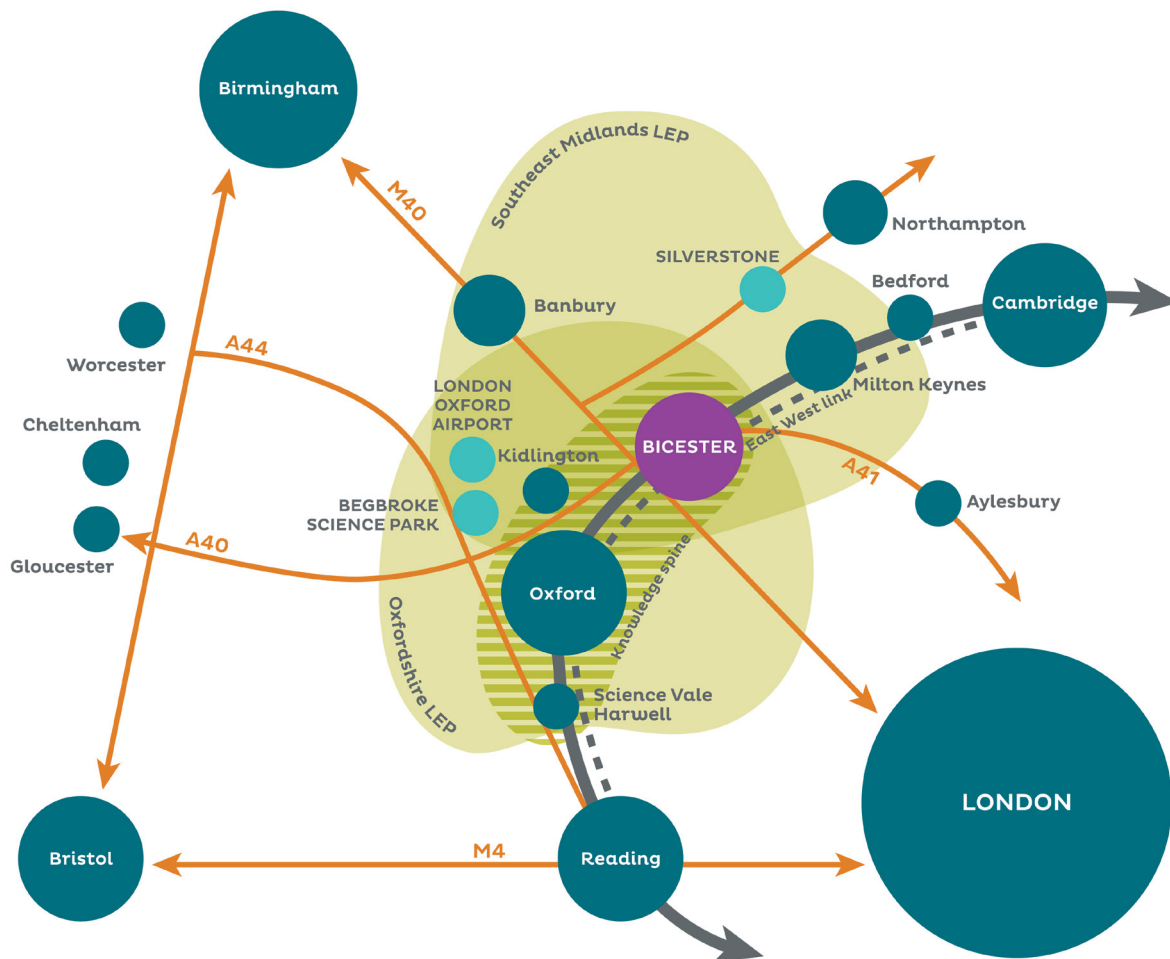 Birmingham
Southeast Midlands LEP
M40
Northampton
SILVERSTONE
Bedford
Cambridge
Banbury
Worcester
A44
LONDON
OXFORD
AIRPORT
Milton Keynes
East West link
BICESTER
Cheltenham
Kidlington
A41
Aylesbury
BEGBROKE
SCIENCE PARK
A40
Gloucester
Oxford
Knowledge spine
Oxfordshire LEP
Science Vale
Harwell
LONDON
Bristol
M4
Reading